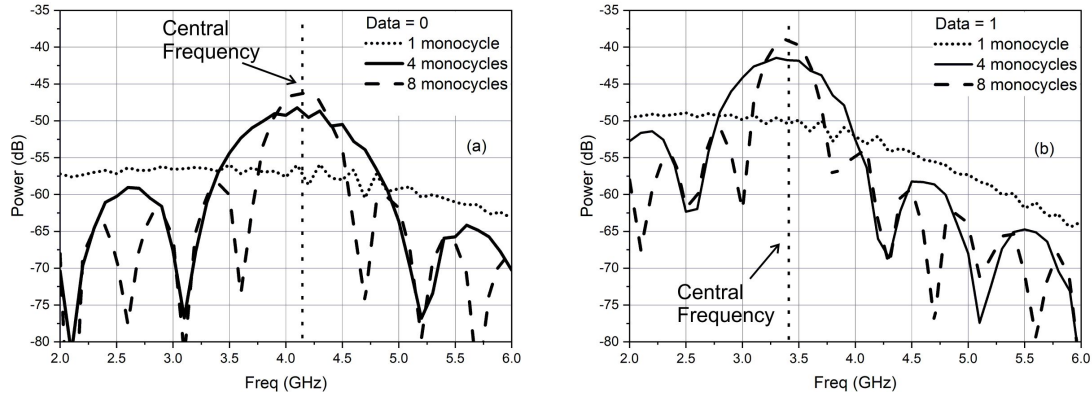 Data = 0
1 monocycle
4 monocycles
8 monocycles
Central
Frequency
(a)
Power (dB)
-35
-40
-45
-50
-55
-60
-65
-70
-75
-80
2.0 2.5 3.0 3.5 4.0 4.5 5.0 5.5 6.0
Freq (GHz)
Data = 1
1 monocycle
4 monocycles
8 monocycles
(b)
Central
Frequency
Power (dB)
-35
-40
-45
-50
-55
-60
-65
-70
-75
-80
2.0 2.5 3.0 3.5 4.0 4.5 5.0 5.5 6.0
Freq (GHz)